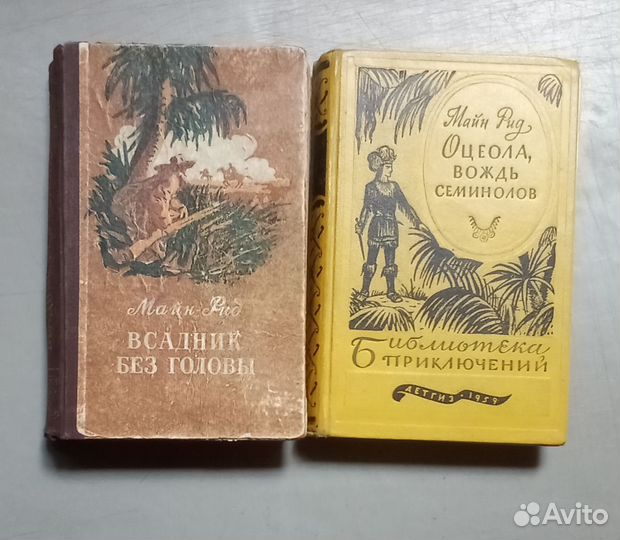 Майн Рид
ВСАДНИК
БЕЗ ГОЛОВЫ
Майн Рид
ОЦЕОЛА,
ВОЖДЬ
СЕМИНОЛОВ
Библиотека
ПРИКЛЮЧЕНИЙ
ДЕТГИЗ • 1959
Avito